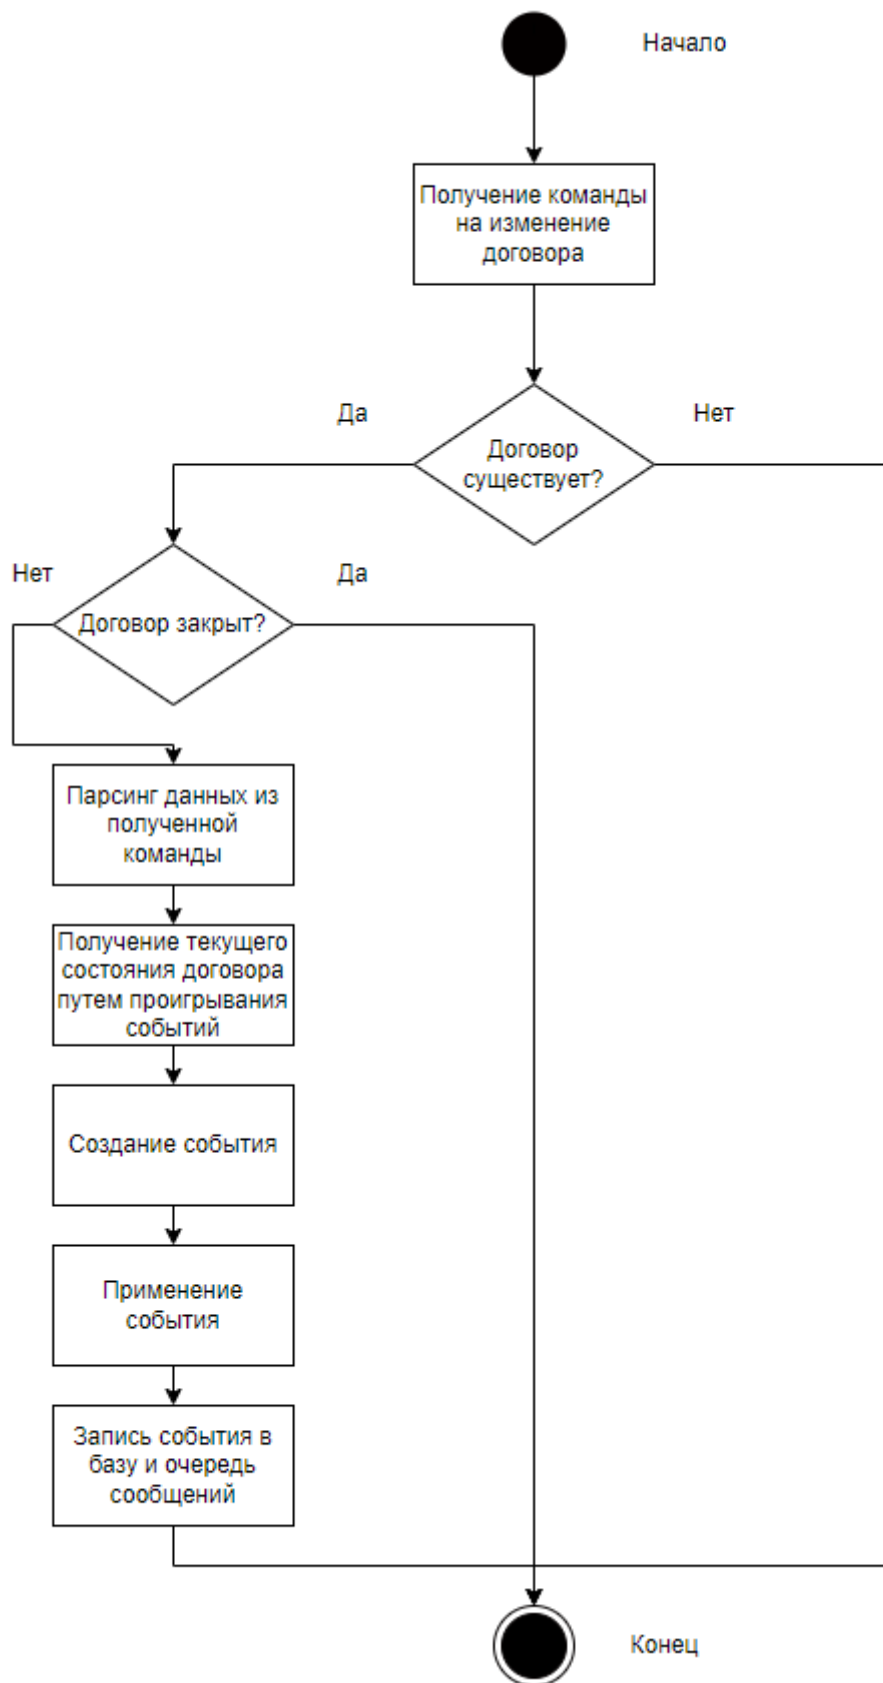 Начало
Получение команды
на изменение
договора
Да
Нет
Договор
существует?
Нет
Да
Договор закрыт?
Парсинг данных из
полученной
команды
Получение текущего
состояния договора
путем проигрывания
событий
Создание события
Применение
события
Запись события в
базу и очередь
сообщений
Конец